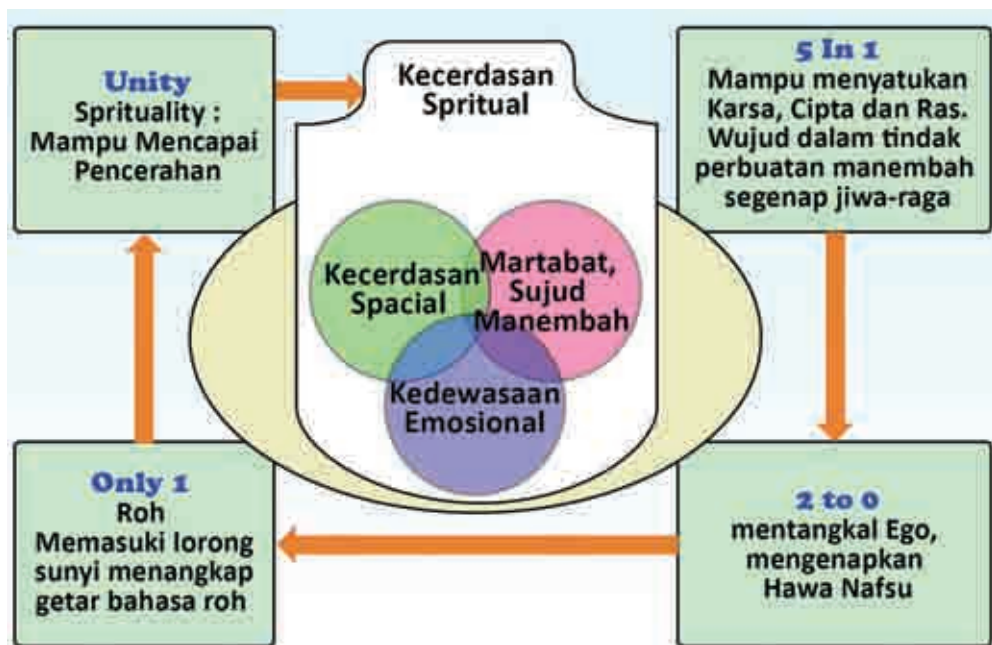 Unity
Sprituality :
Mampu Mencapai
Pencerahan
Kecerdasan
Spritual
5 In 1
Mampu menyatukan
Karsa, Cipta dan Ras.
Wujud dalam tindak
perbuatan manembah
segenap jiwa-raga
Kecerdasan
Spacial
Martabat,
Sujud
Manembah
Kedewasaan
Emosional
Only 1
Roh
Memasuki lorong
sunyi menangkap
getar bahasa roh
2 to 0
mentangkal Ego,
mengenapkan
Hawa Nafsu